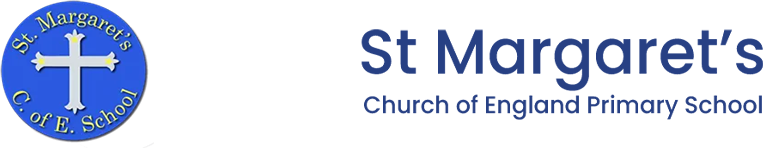 St. Margaret's
C. of E. School
St Margaret’s
Church of England Primary School